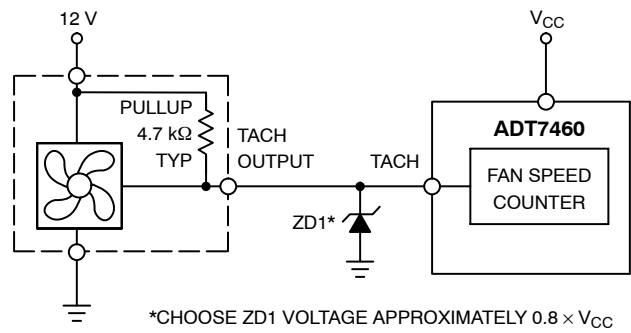 12 V
VCC
PULLUP
4.7 kΩ
TYP
TACH
OUTPUT
TACH
ADT7460
FAN SPEED
COUNTER
ZD1*
*CHOOSE ZD1 VOLTAGE APPROXIMATELY 0.8 × VCC